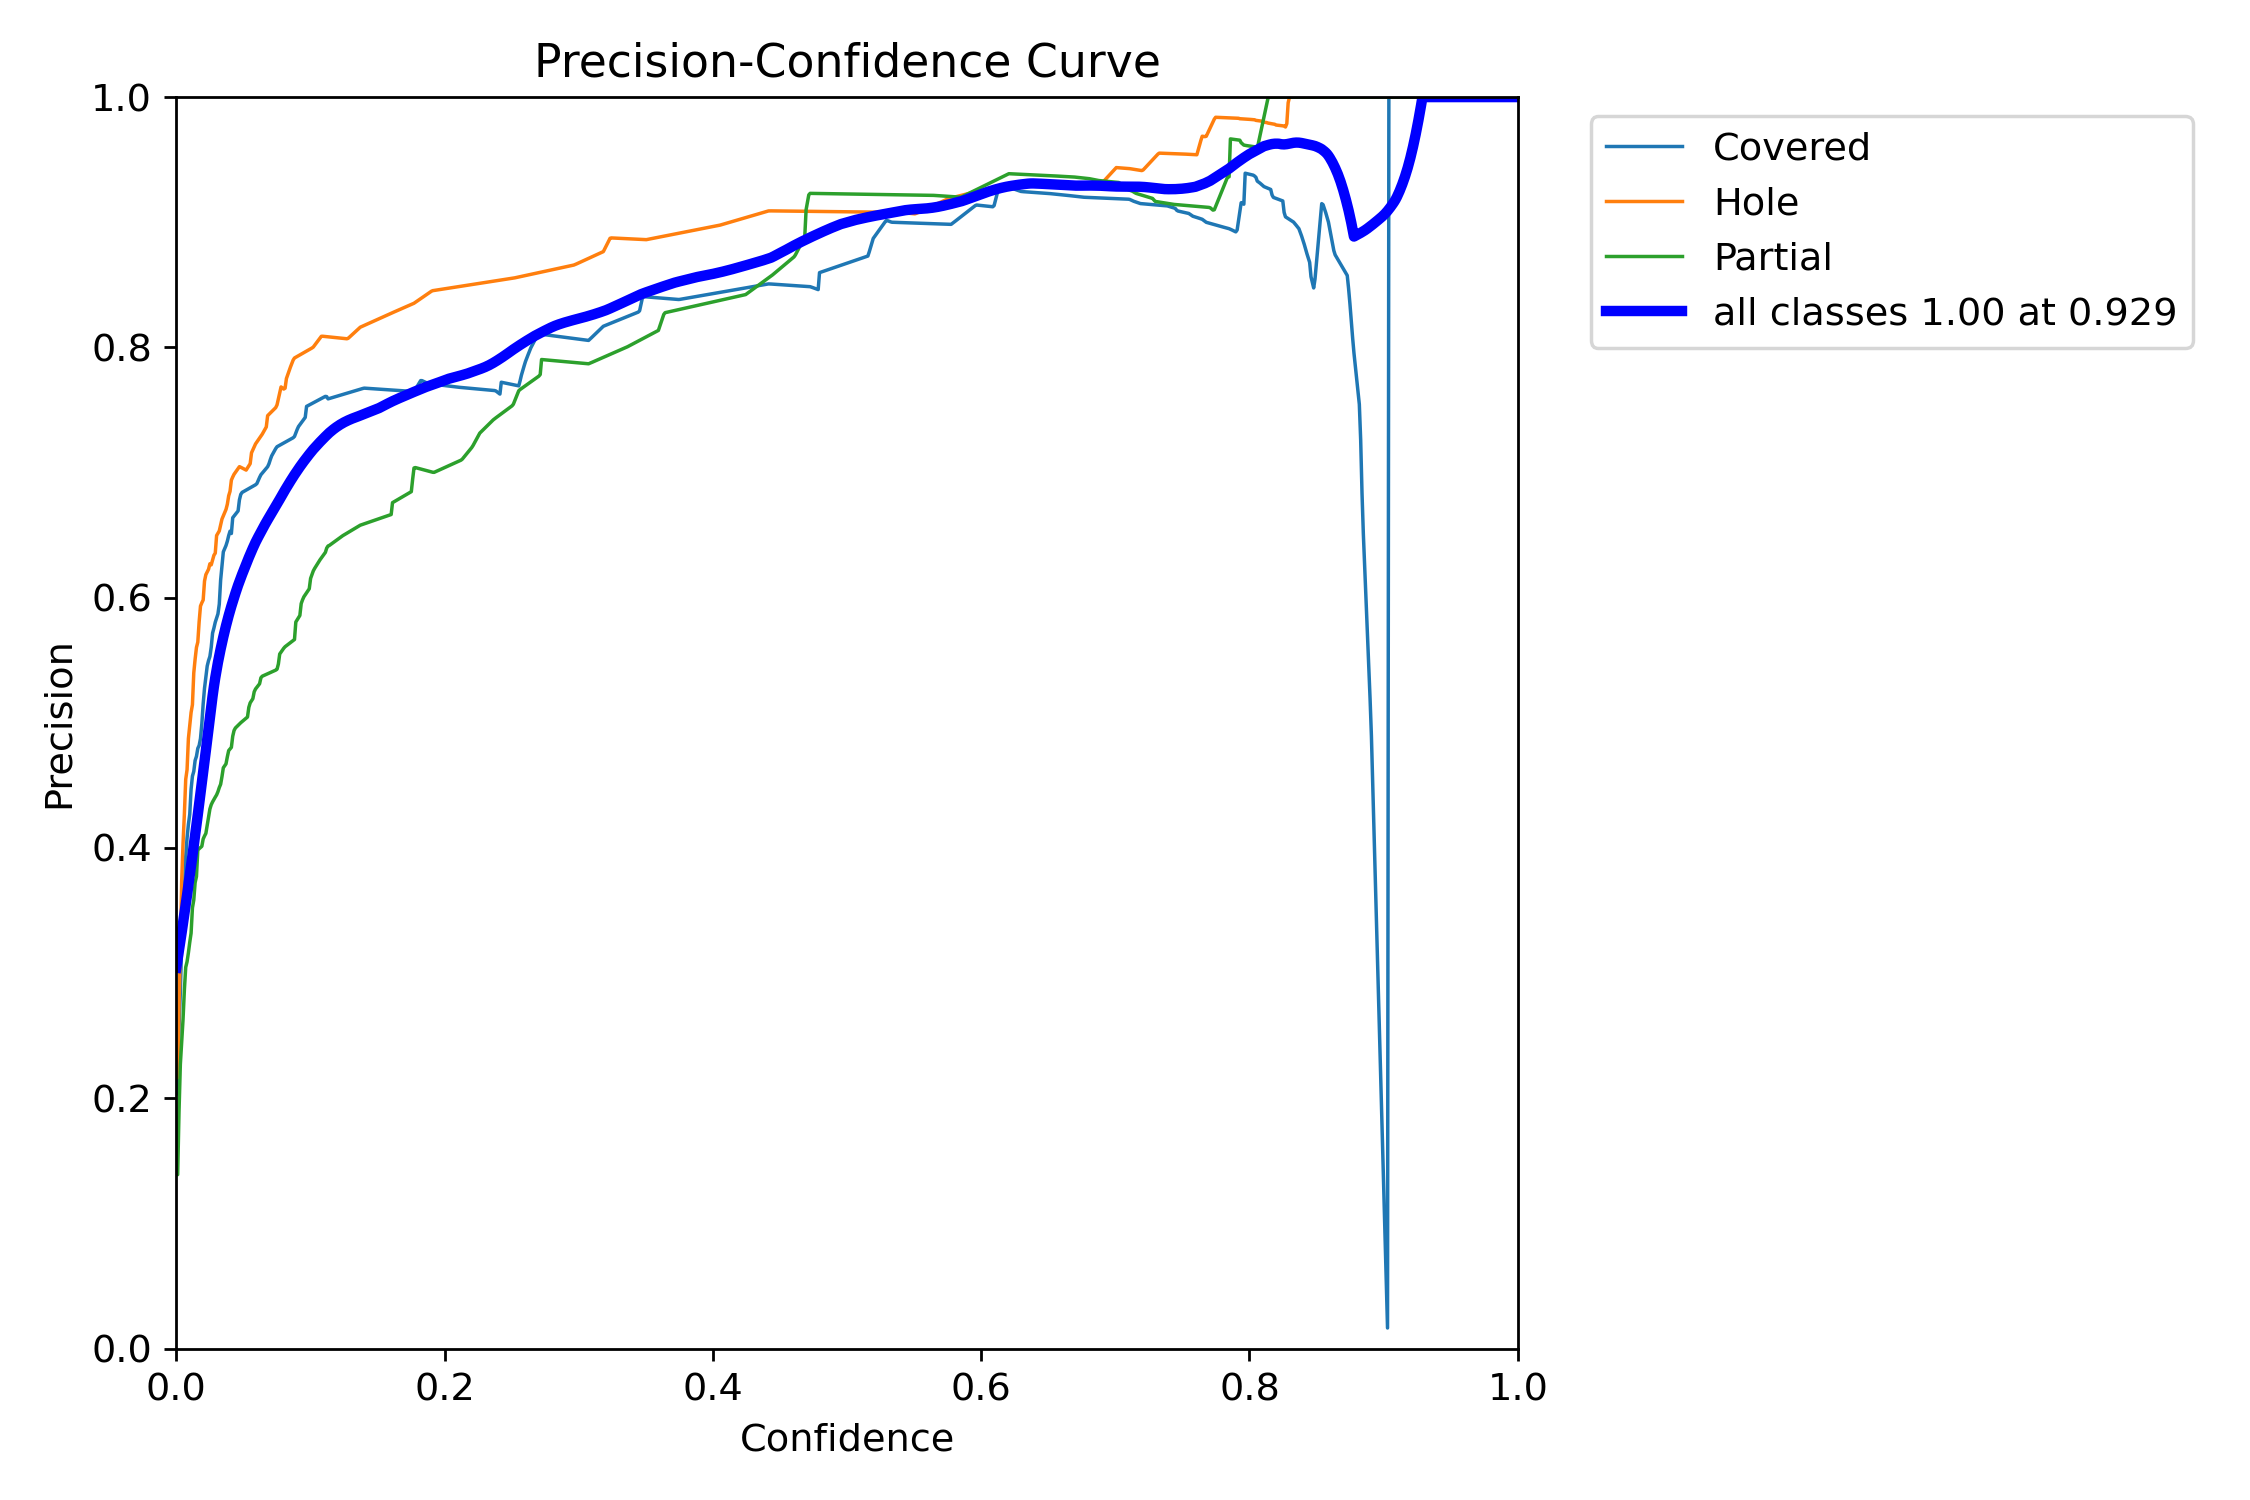 Precision-Confidence Curve
1.0
0.8
0.6
0.4
0.2
0.0
Precision
0.0 0.2 0.4 0.6 0.8 1.0
Confidence
Covered
Hole
Partial
all classes 1.00 at 0.929